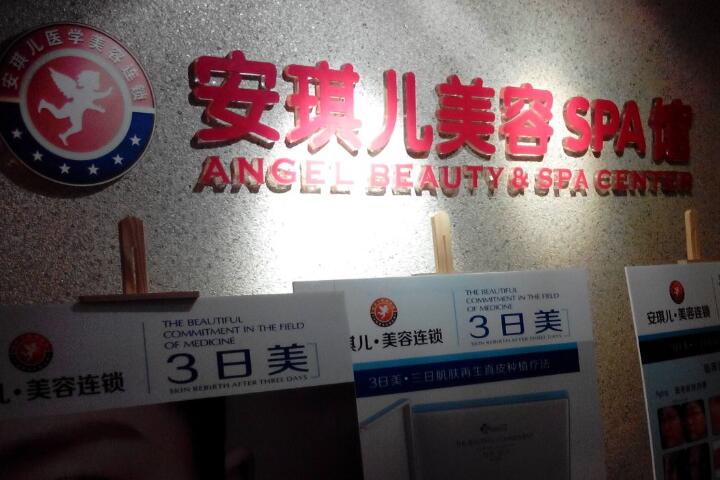 安琪儿医学美容连锁
安琪儿美容SPA馆
ANGEL BEAUTY & SPA CENTER
THE BEAUTIFUL
COMMITMENT IN THE FIELD
OF MEDICINE
3日美
SKIN REBIRTH AFTER THREE DAYS
儿·美容连锁
THE BEAUTIFUL
COMMITMENT IN THE FIELD
OF MEDICINE
3日美
SKIN REBIRTH AFTER THREE DAYS
琪儿·美容连锁
3日美·三日肌肤再生真皮种植疗法
安琪儿·美容连锁